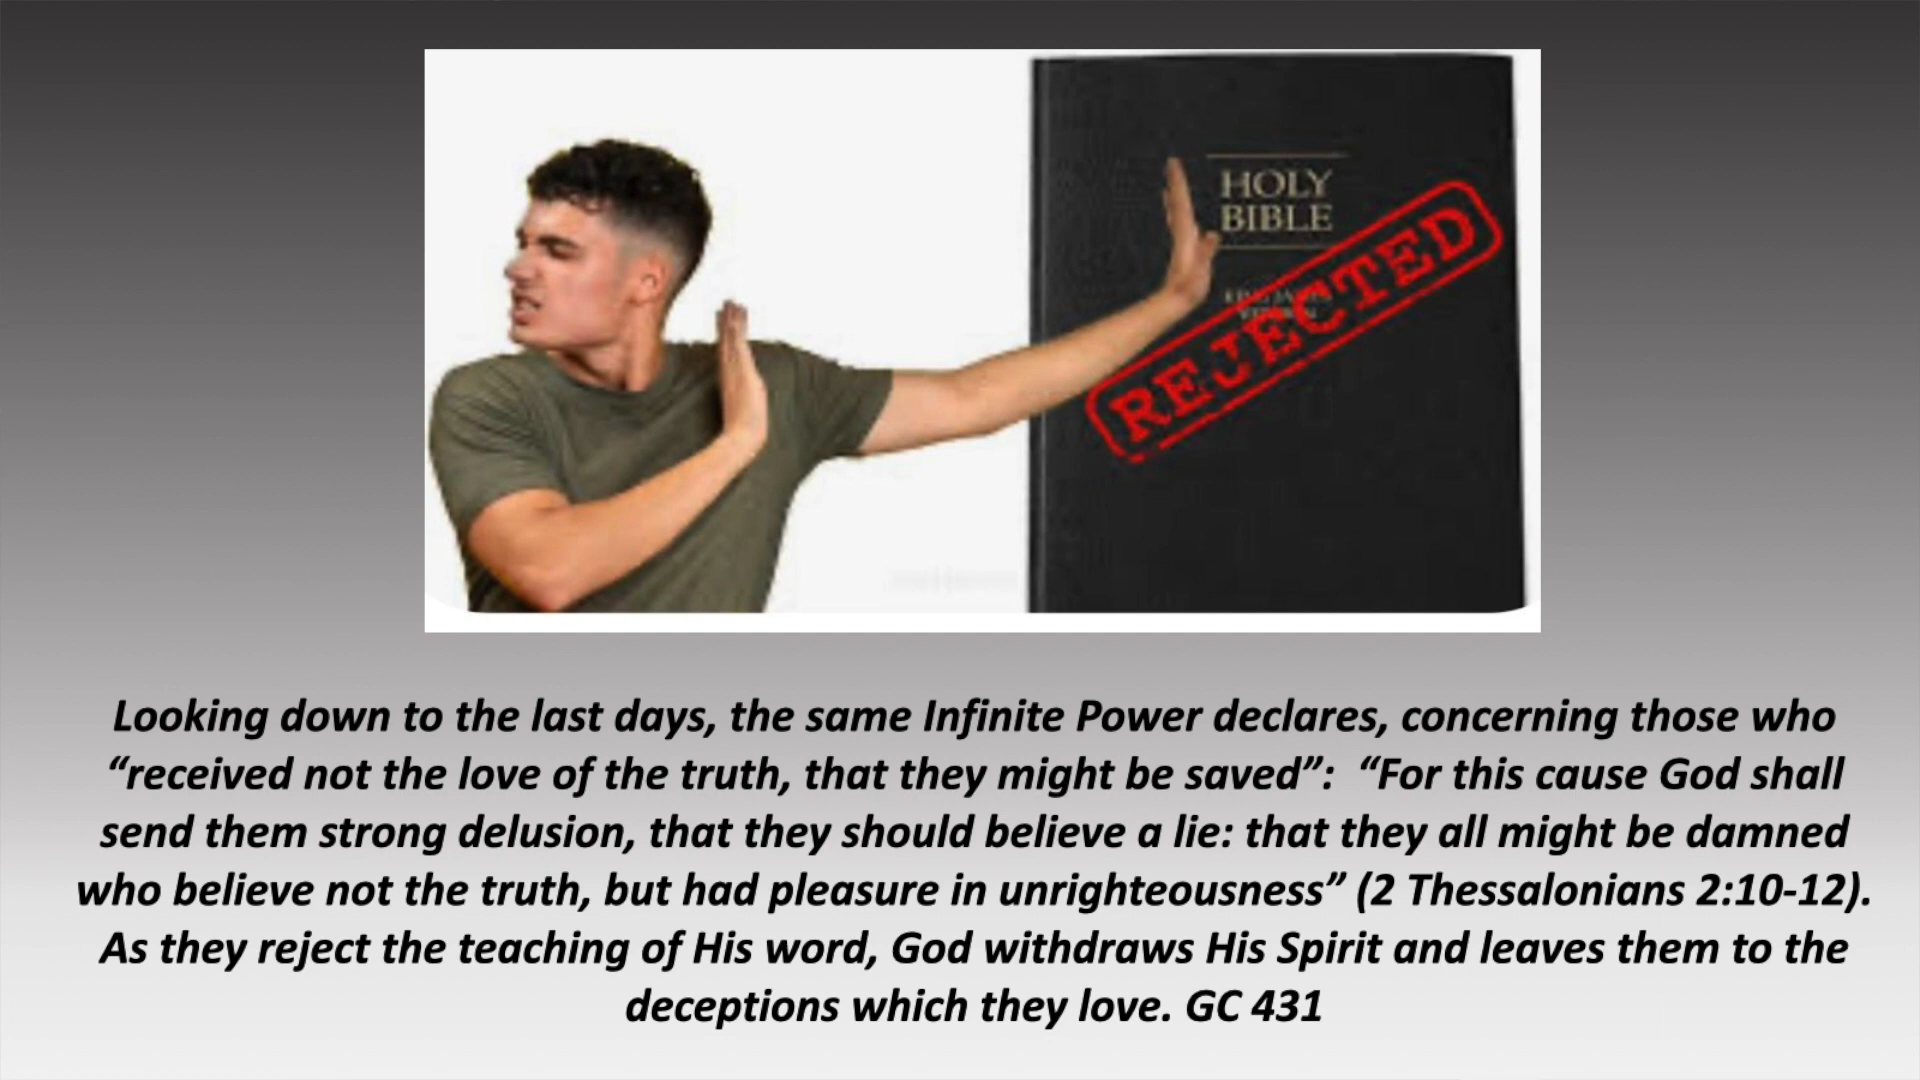 HOLY
BIBLE
KING JAMES
VERSION
REJECTED
Looking down to the last days, the same Infinite Power declares, concerning those who
“received not the love of the truth, that they might be saved”:  “For this cause God shall
send them strong delusion, that they should believe a lie: that they all might be damned
who believe not the truth, but had pleasure in unrighteousness” (2 Thessalonians 2:10-12).
As they reject the teaching of His word, God withdraws His Spirit and leaves them to the
deceptions which they love. GC 431